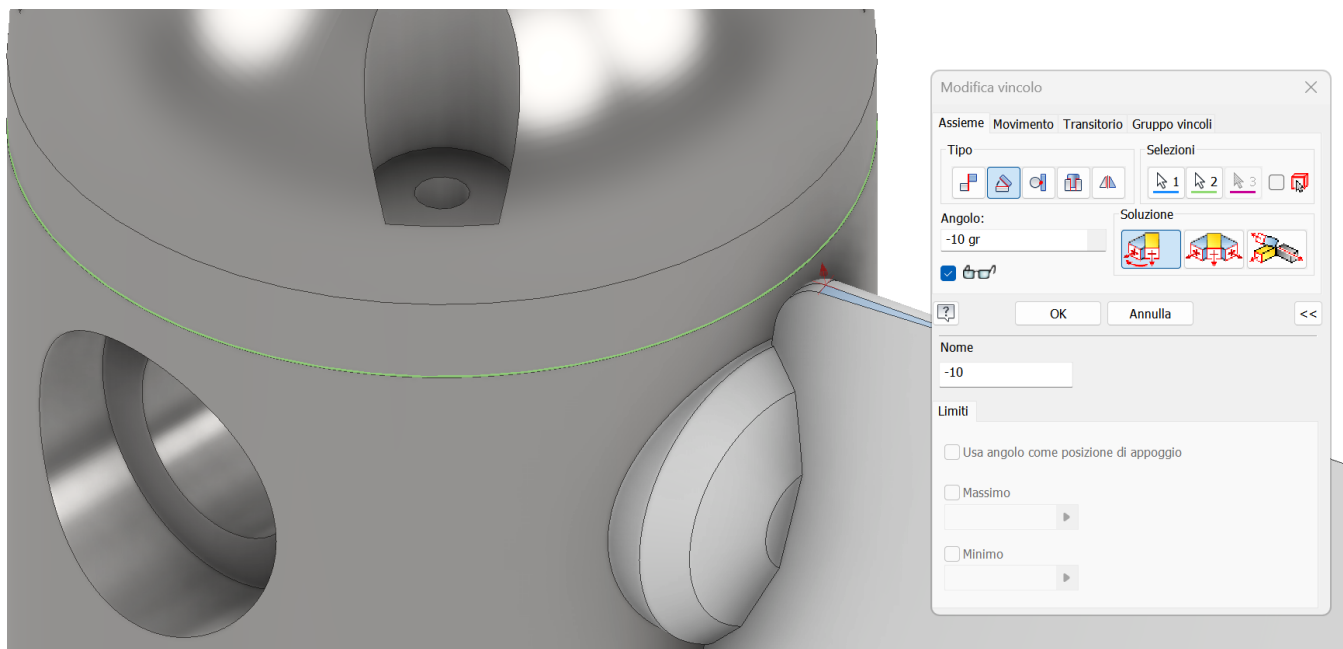 Modifica vincolo
Assieme Movimento Transitorio Gruppo vincoli
Tipo
Selezioni
1 2 3
Angolo:
Soluzione
-10 gr
? OK Annulla <<
Nome
-10
Limiti
Usa angolo come posizione di appoggio
Massimo
Minimo